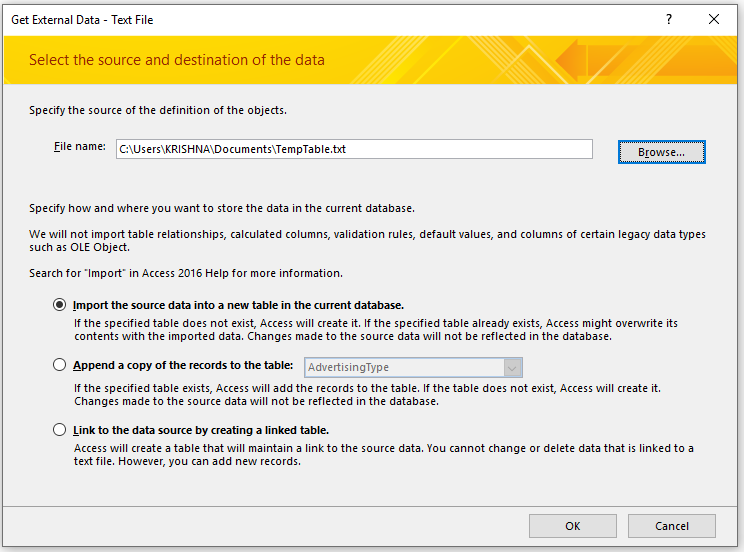 Get External Data - Text File
?
Select the source and destination of the data
Specify the source of the definition of the objects.
File name: C:\Users\KRISHNA\Documents\TempTable.txt Browse...
Specify how and where you want to store the data in the current database.
We will not import table relationships, calculated columns, validation rules, default values, and columns of certain legacy data types
such as OLE Object.
Search for "Import" in Access 2016 Help for more information.
Import the source data into a new table in the current database.
If the specified table does not exist, Access will create it. If the specified table already exists, Access might overwrite its
contents with the imported data. Changes made to the source data will not be reflected in the database.
Append a copy of the records to the table: AdvertisingType
If the specified table exists, Access will add the records to the table. If the table does not exist, Access will create it.
Changes made to the source data will not be reflected in the database.
Link to the data source by creating a linked table.
Access will create a table that will maintain a link to the source data. You cannot change or delete data that is linked to a
text file. However, you can add new records.
OK Cancel